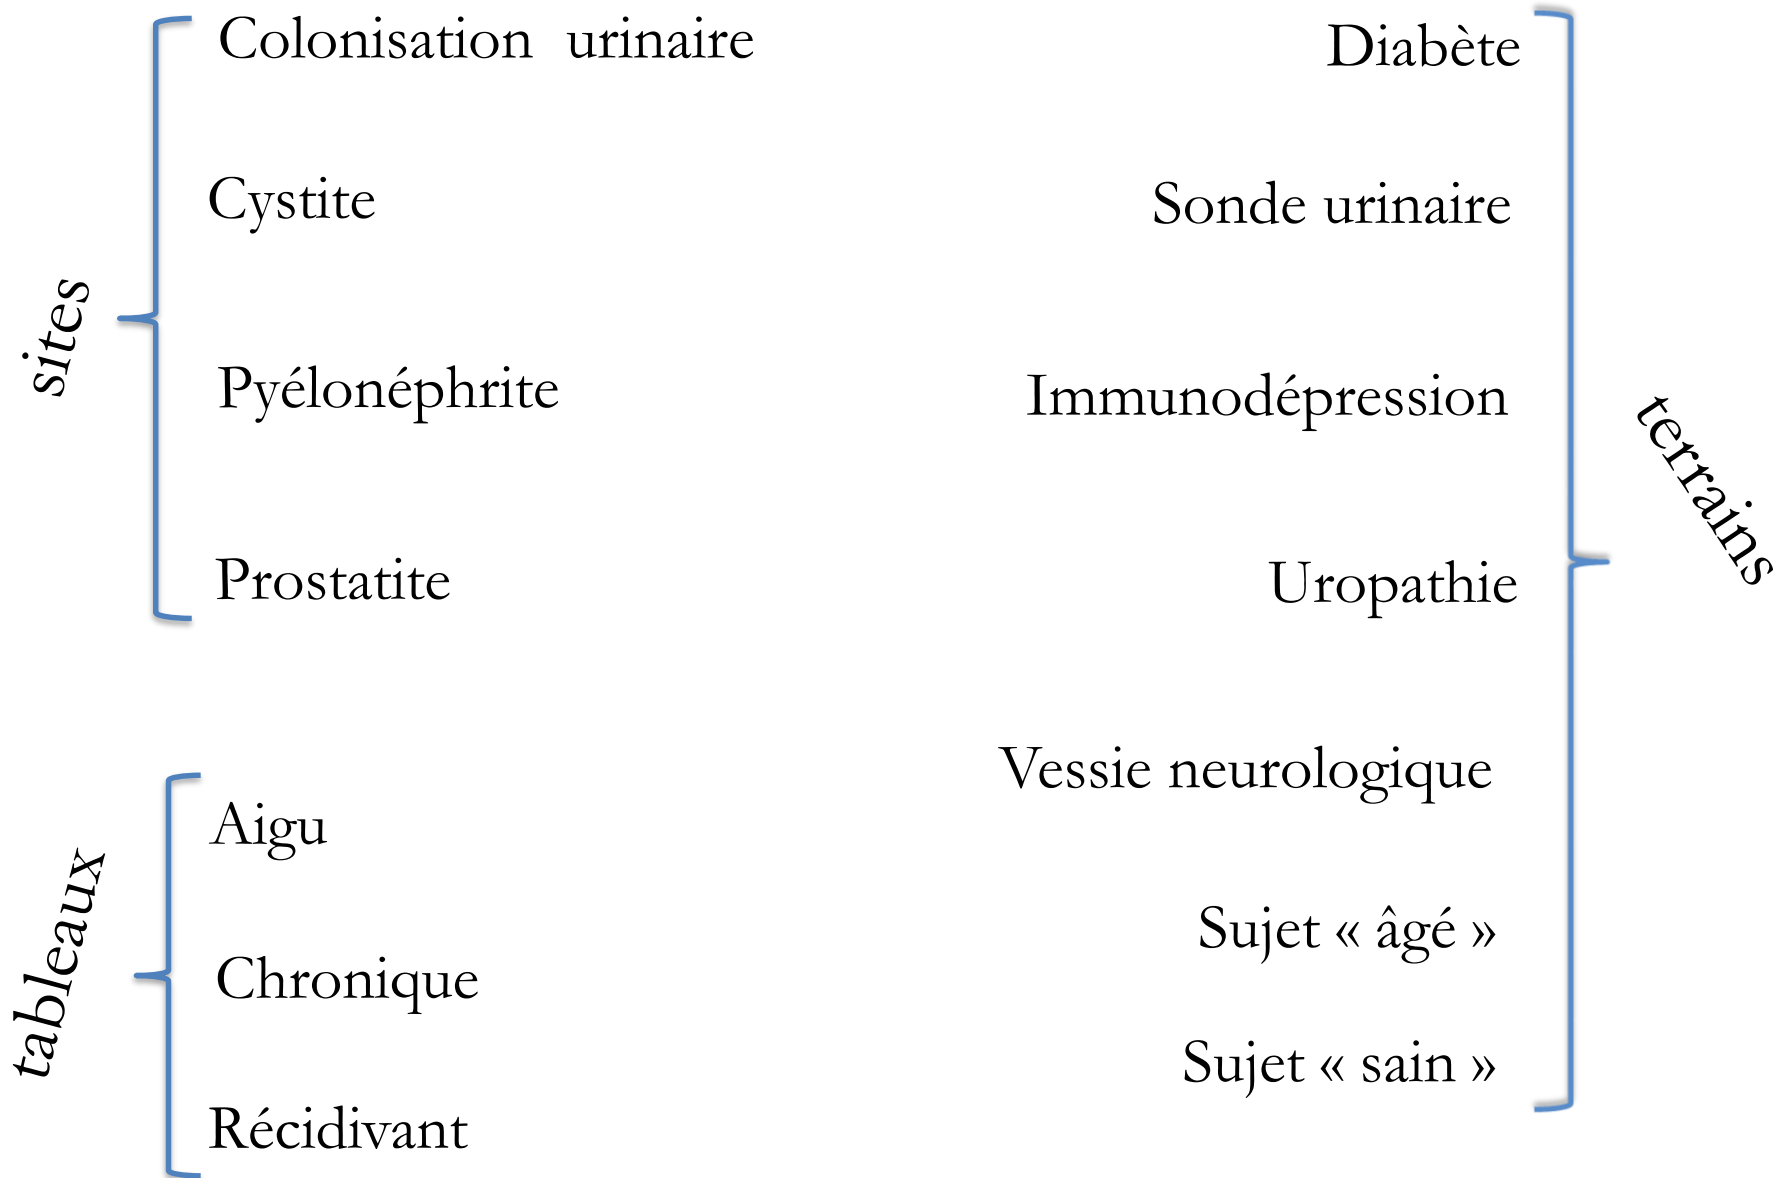 sites
Colonisation urinaire
Cystite
Pyélonéphrite
Prostatite
tableaux
Aigu
Chronique
Récidivant
Diabète
Sonde urinaire
Immunodépression
Uropathie
Vessie neurologique
Sujet « âgé »
Sujet « sain »
terrains